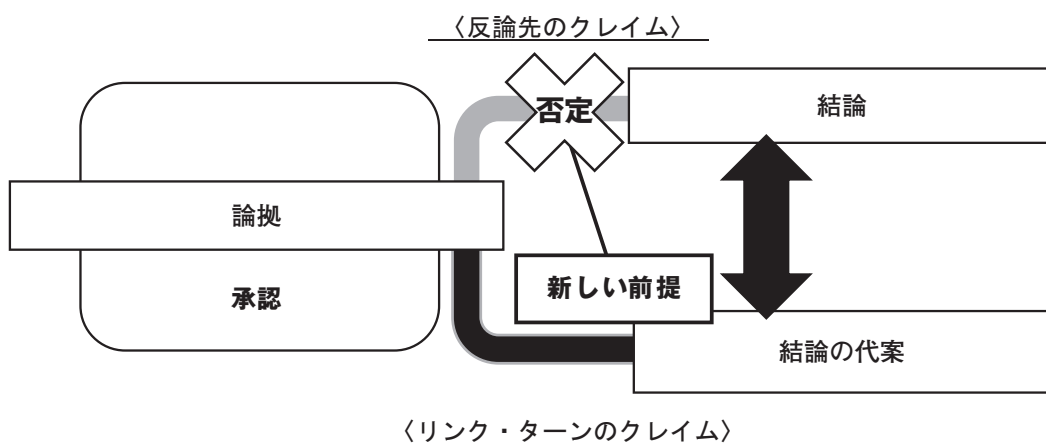 〈反論先のクレイム〉
否定
結論
論拠
承認
新しい前提
結論の代案
〈リンク・ターンのクレイム〉